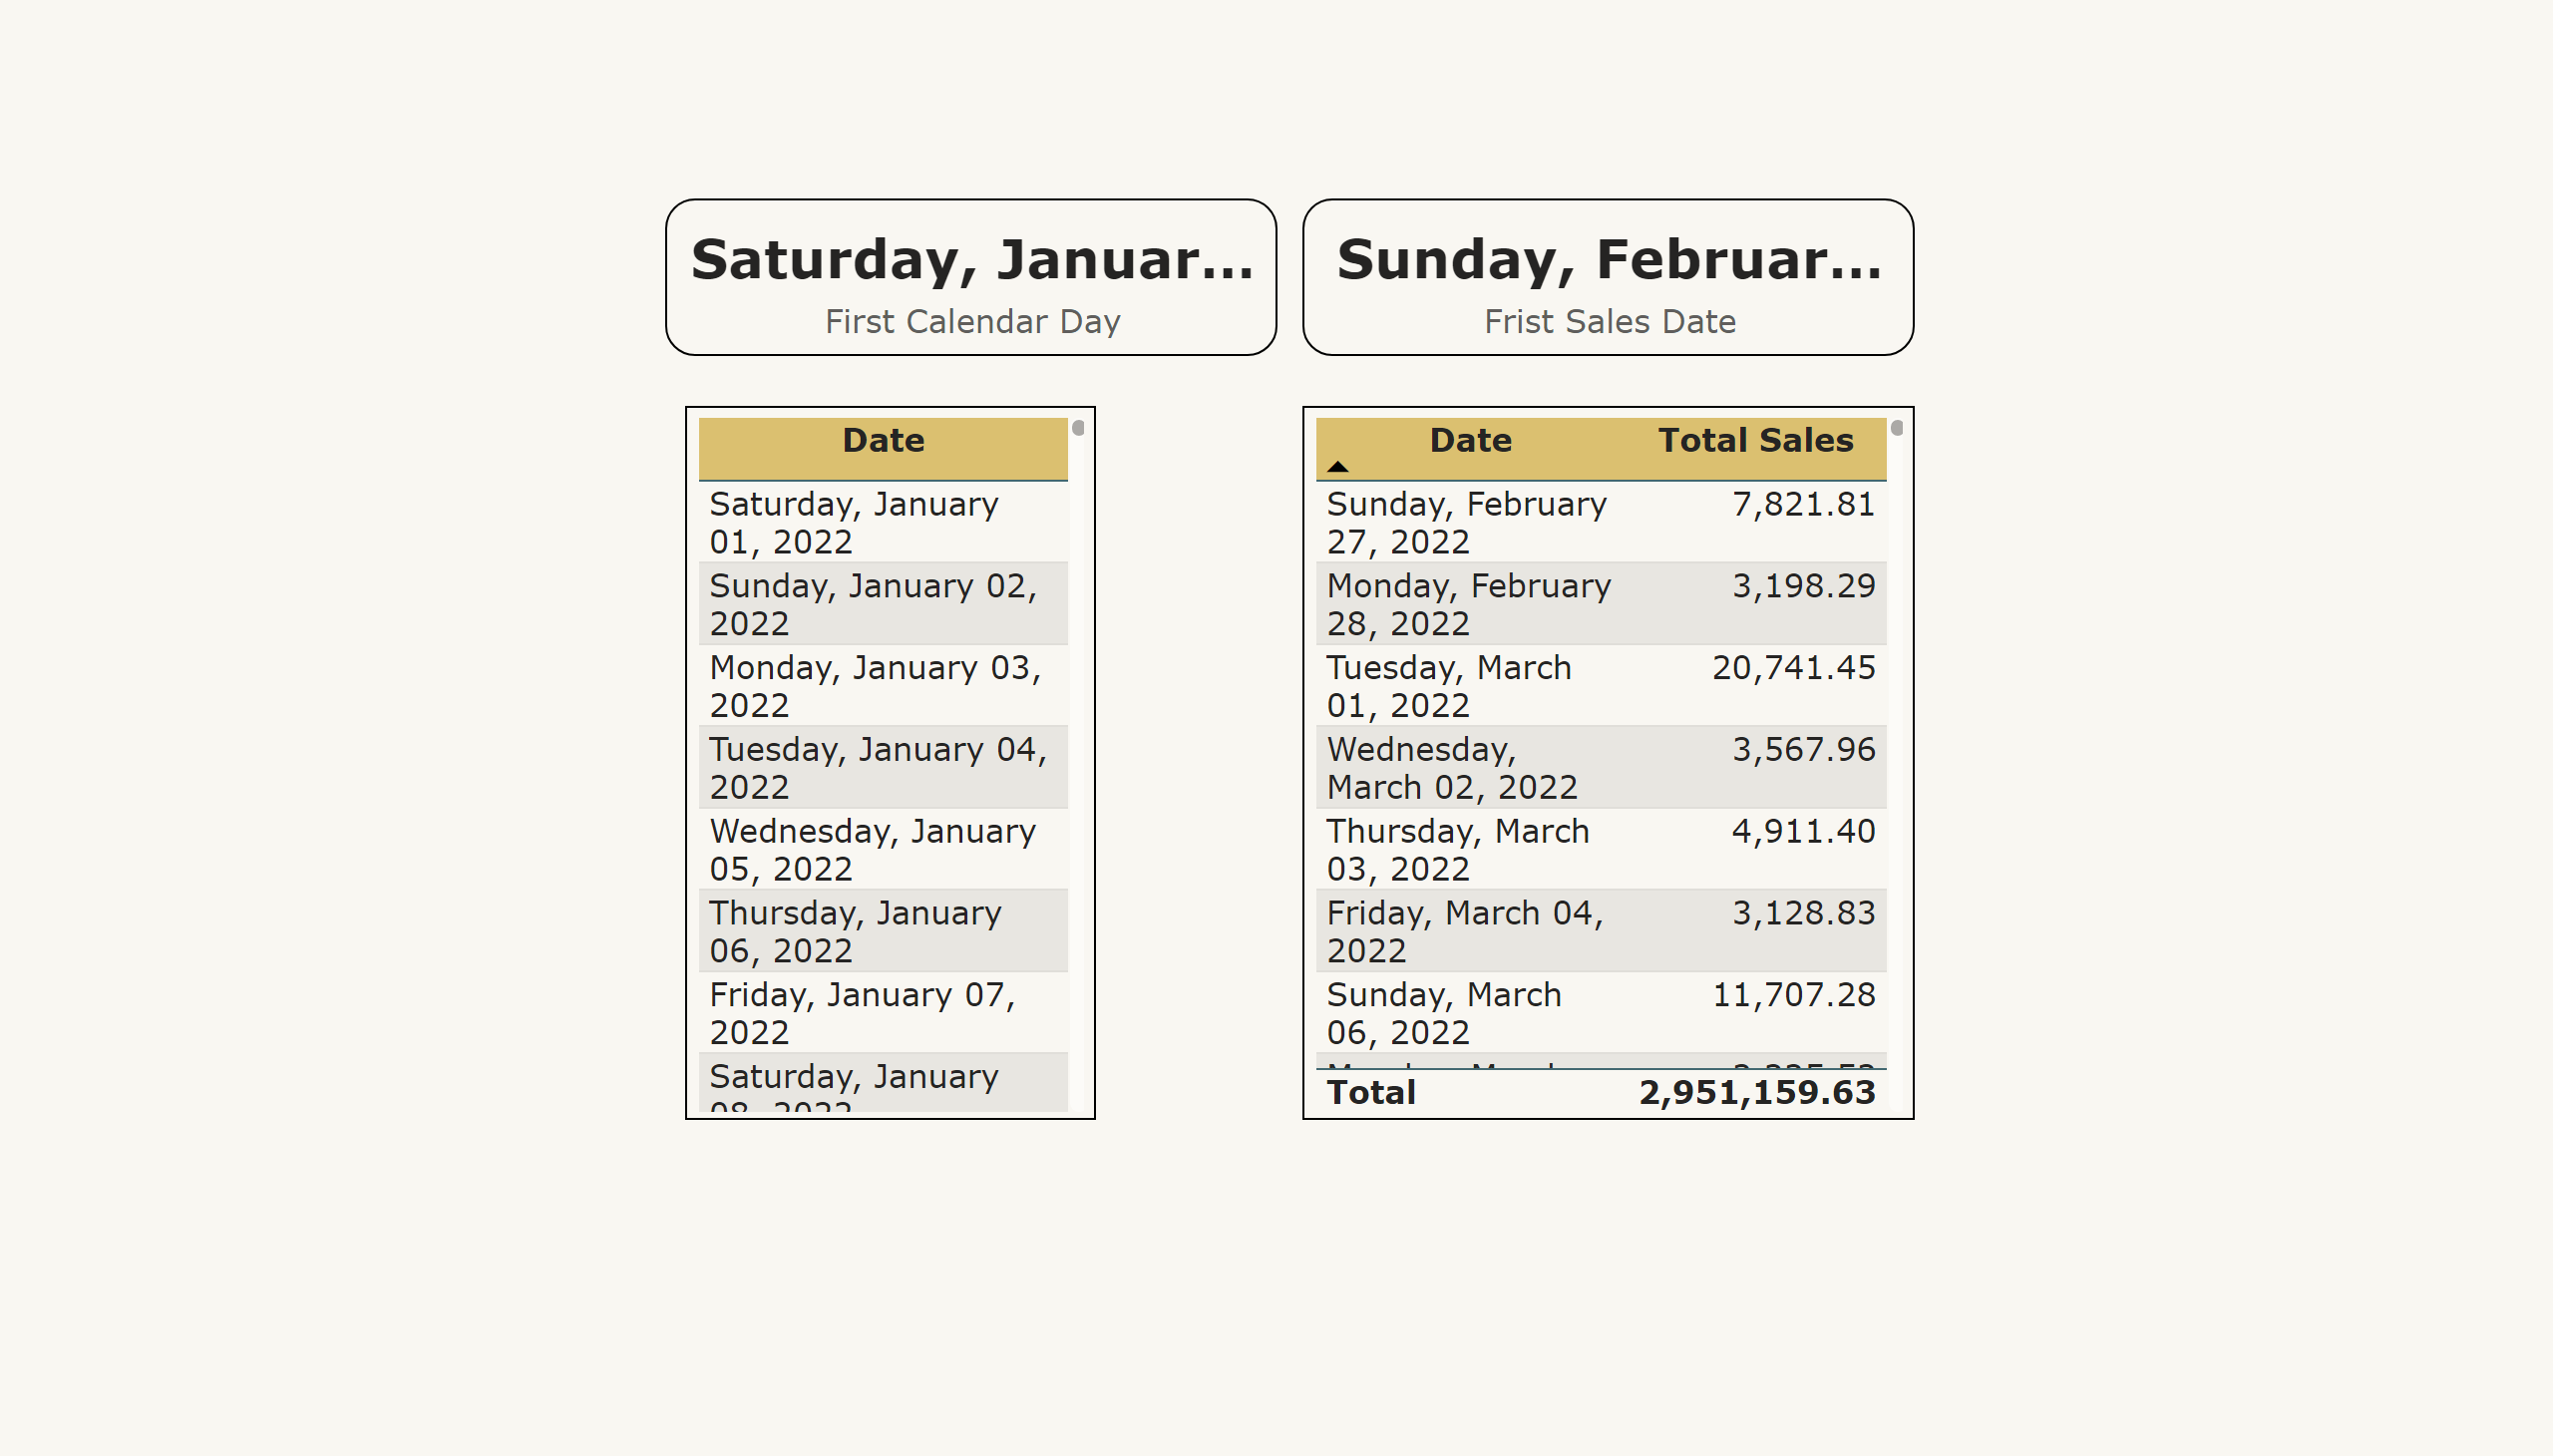 Saturday, Januar...
First Calendar Day
Sunday, Februar...
Frist Sales Date
Date
Saturday, January
01, 2022
Sunday, January 02,
2022
Monday, January 03,
2022
Tuesday, January 04,
2022
Wednesday, January
05, 2022
Thursday, January
06, 2022
Friday, January 07,
2022
Saturday, January
08, 2022
Date Total Sales
Sunday, February 7,821.81
27, 2022
Monday, February 3,198.29
28, 2022
Tuesday, March 20,741.45
01, 2022
Wednesday, 3,567.96
March 02, 2022
Thursday, March 4,911.40
03, 2022
Friday, March 04, 3,128.83
2022
Sunday, March 11,707.28
06, 2022
Monday, March
Total 2,951,159.63